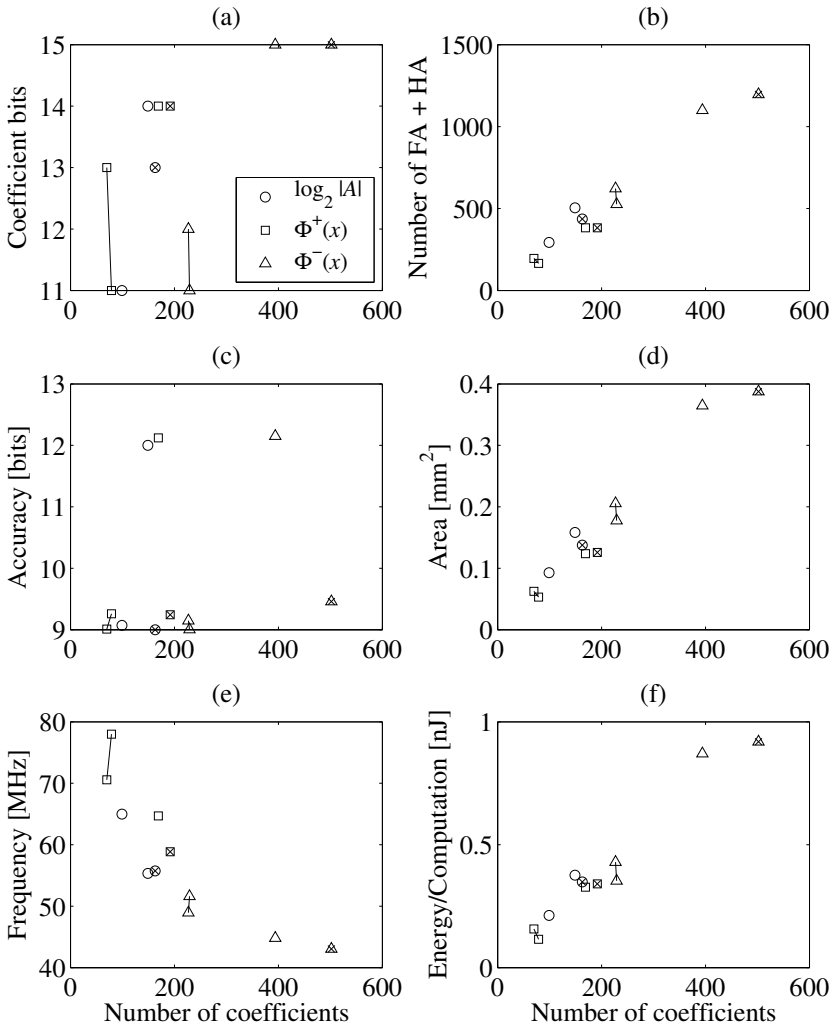 (a)
Coefficient bits
15
14
13
12
11
0 200 400 600
log₂ |A|
Φ⁺(x)
Φ⁻(x)
(b)
Number of FA + HA
1500
1000
500
0
0 200 400 600
(c)
Accuracy [bits]
13
12
11
10
9
0 200 400 600
(d)
Area [mm²]
0.4
0.3
0.2
0.1
0
0 200 400 600
(e)
Frequency [MHz]
80
70
60
50
40
0 200 400 600
Number of coefficients
(f)
Energy/Computation [nJ]
1
0.5
0
0 200 400 600
Number of coefficients